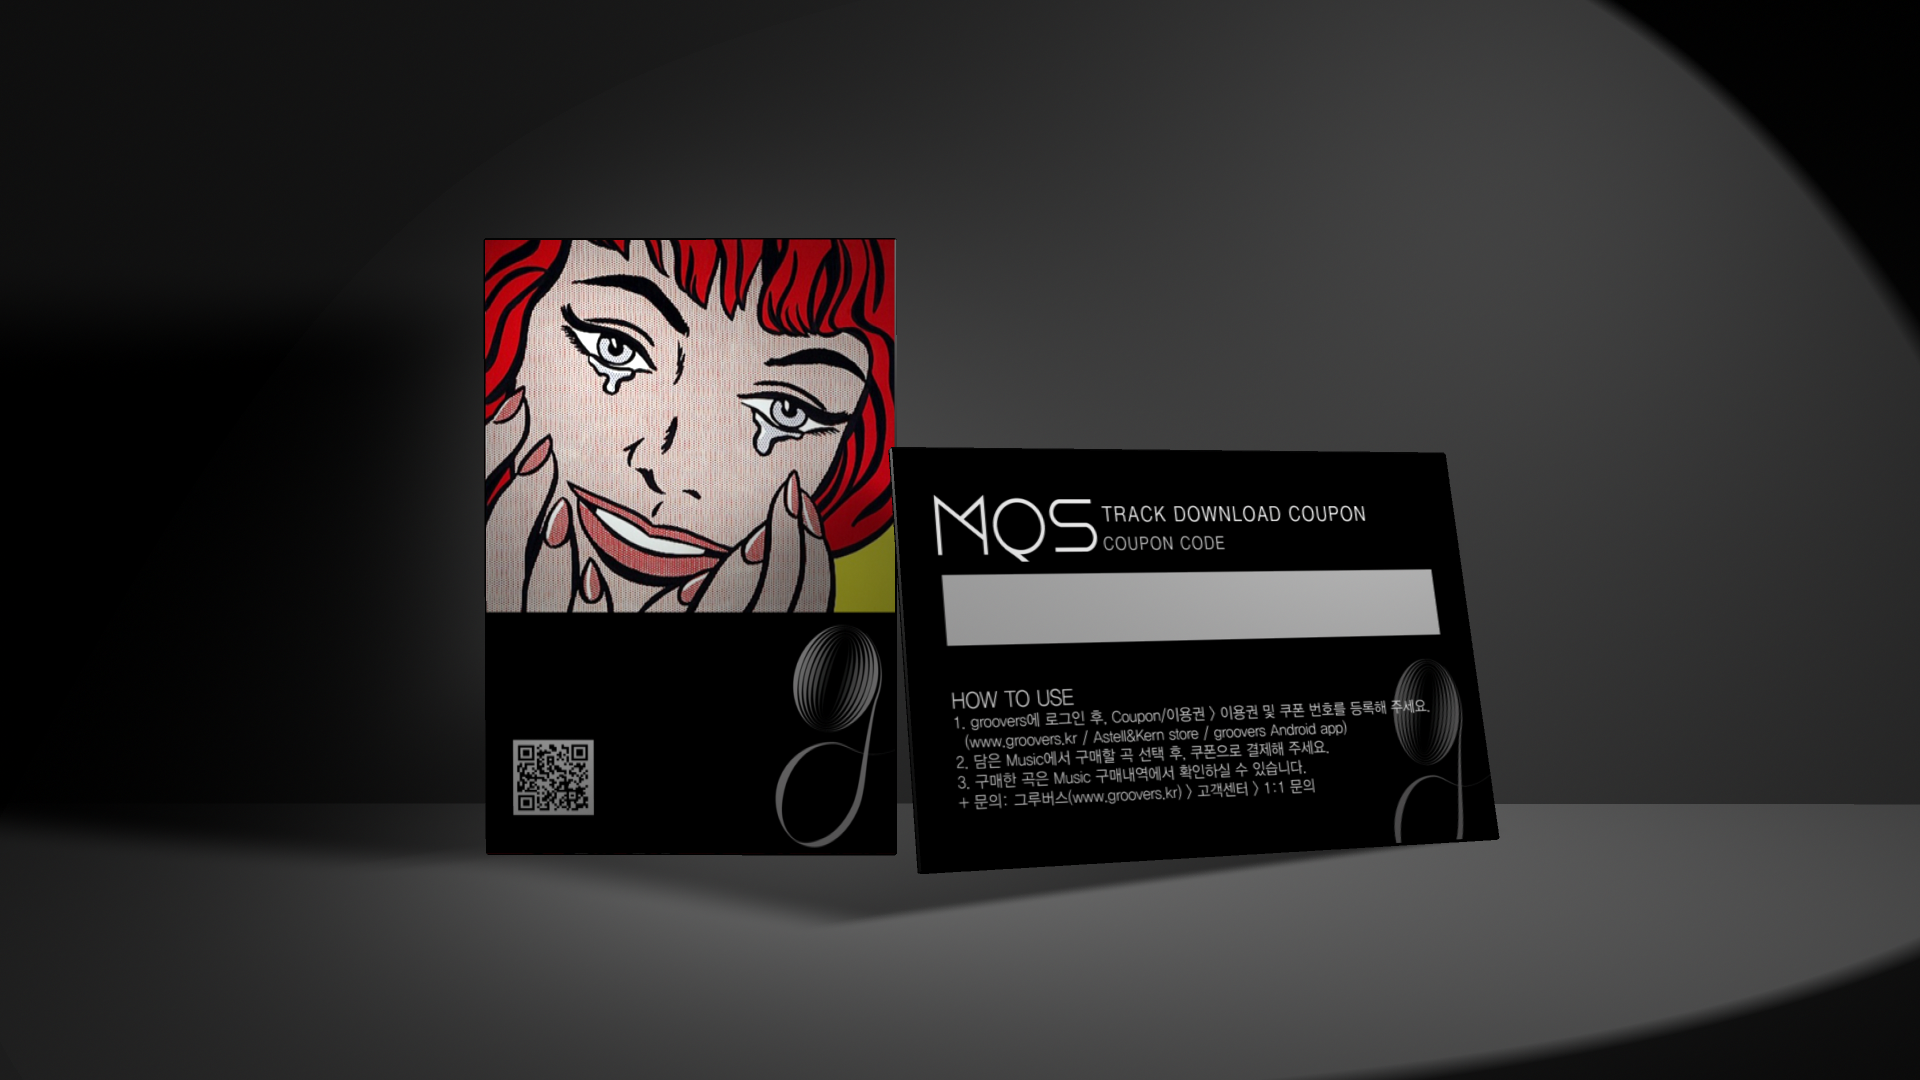 MQS TRACK DOWNLOAD COUPON
COUPON CODE
HOW TO USE
1. groovers에 로그인 후, Coupon/이용권 > 이용권 및 쿠폰 번호를 등록해 주세요.
(www.groovers.kr / Astell&Kern store / groovers Android app)
2. 담은 Music에서 구매할 곡 선택 후, 쿠폰으로 결제해 주세요.
3. 구매한 곡은 Music 구매내역에서 확인하실 수 있습니다.
+ 문의: 그루버스(www.groovers.kr) > 고객센터 > 1:1 문의